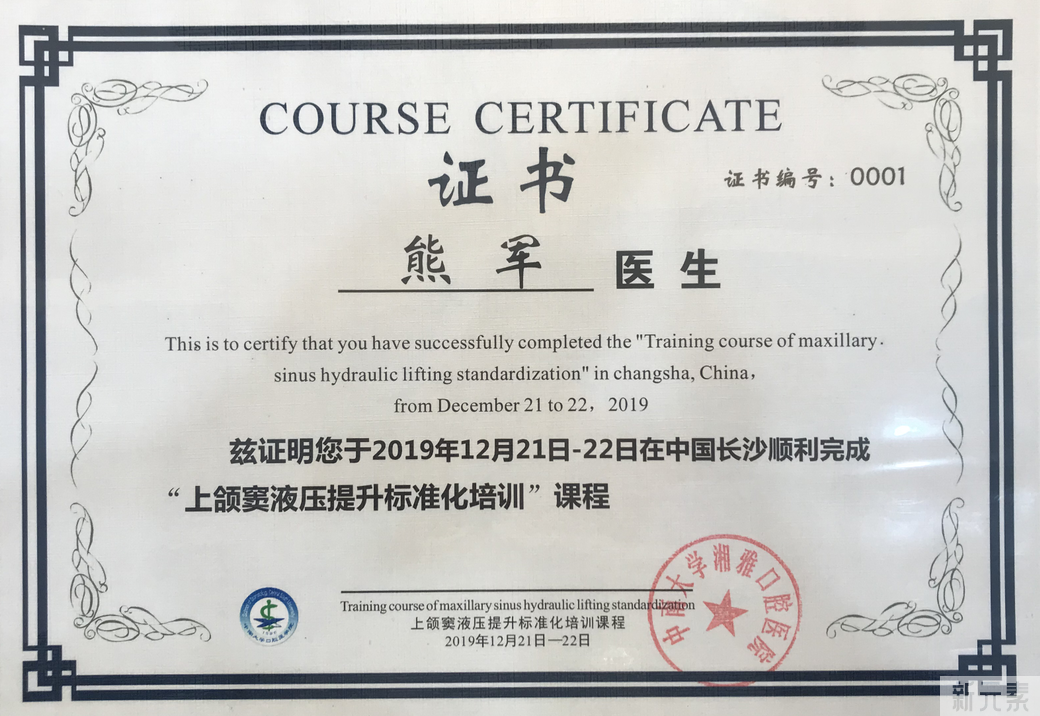 COURSE CERTIFICATE
证书
证书编号：0001
熊军 医生
This is to certify that you have successfully completed the "Training course of maxillary
sinus hydraulic lifting standardization" in changsha, China，
from December 21 to 22，2019
兹证明您于2019年12月21日-22日在中国长沙顺利完成
“上颌窦液压提升标准化培训”课程
Training course of maxillary sinus hydraulic lifting standardization
上颌窦液压提升标准化培训课程
2019年12月21日—22日
中南大学湘雅口腔医院
新元素